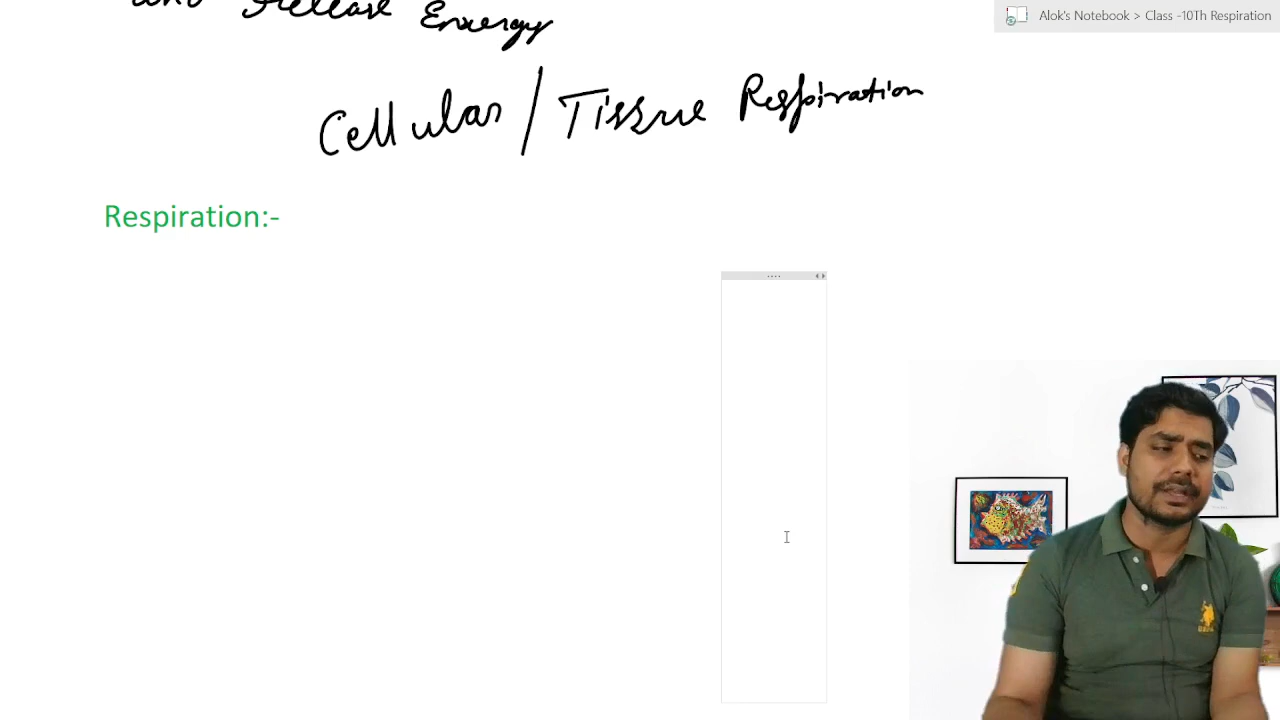 Alok's Notebook > Class -10Th Respiration
Release Energy
Cellular / Tissue Respiration
Respiration:-